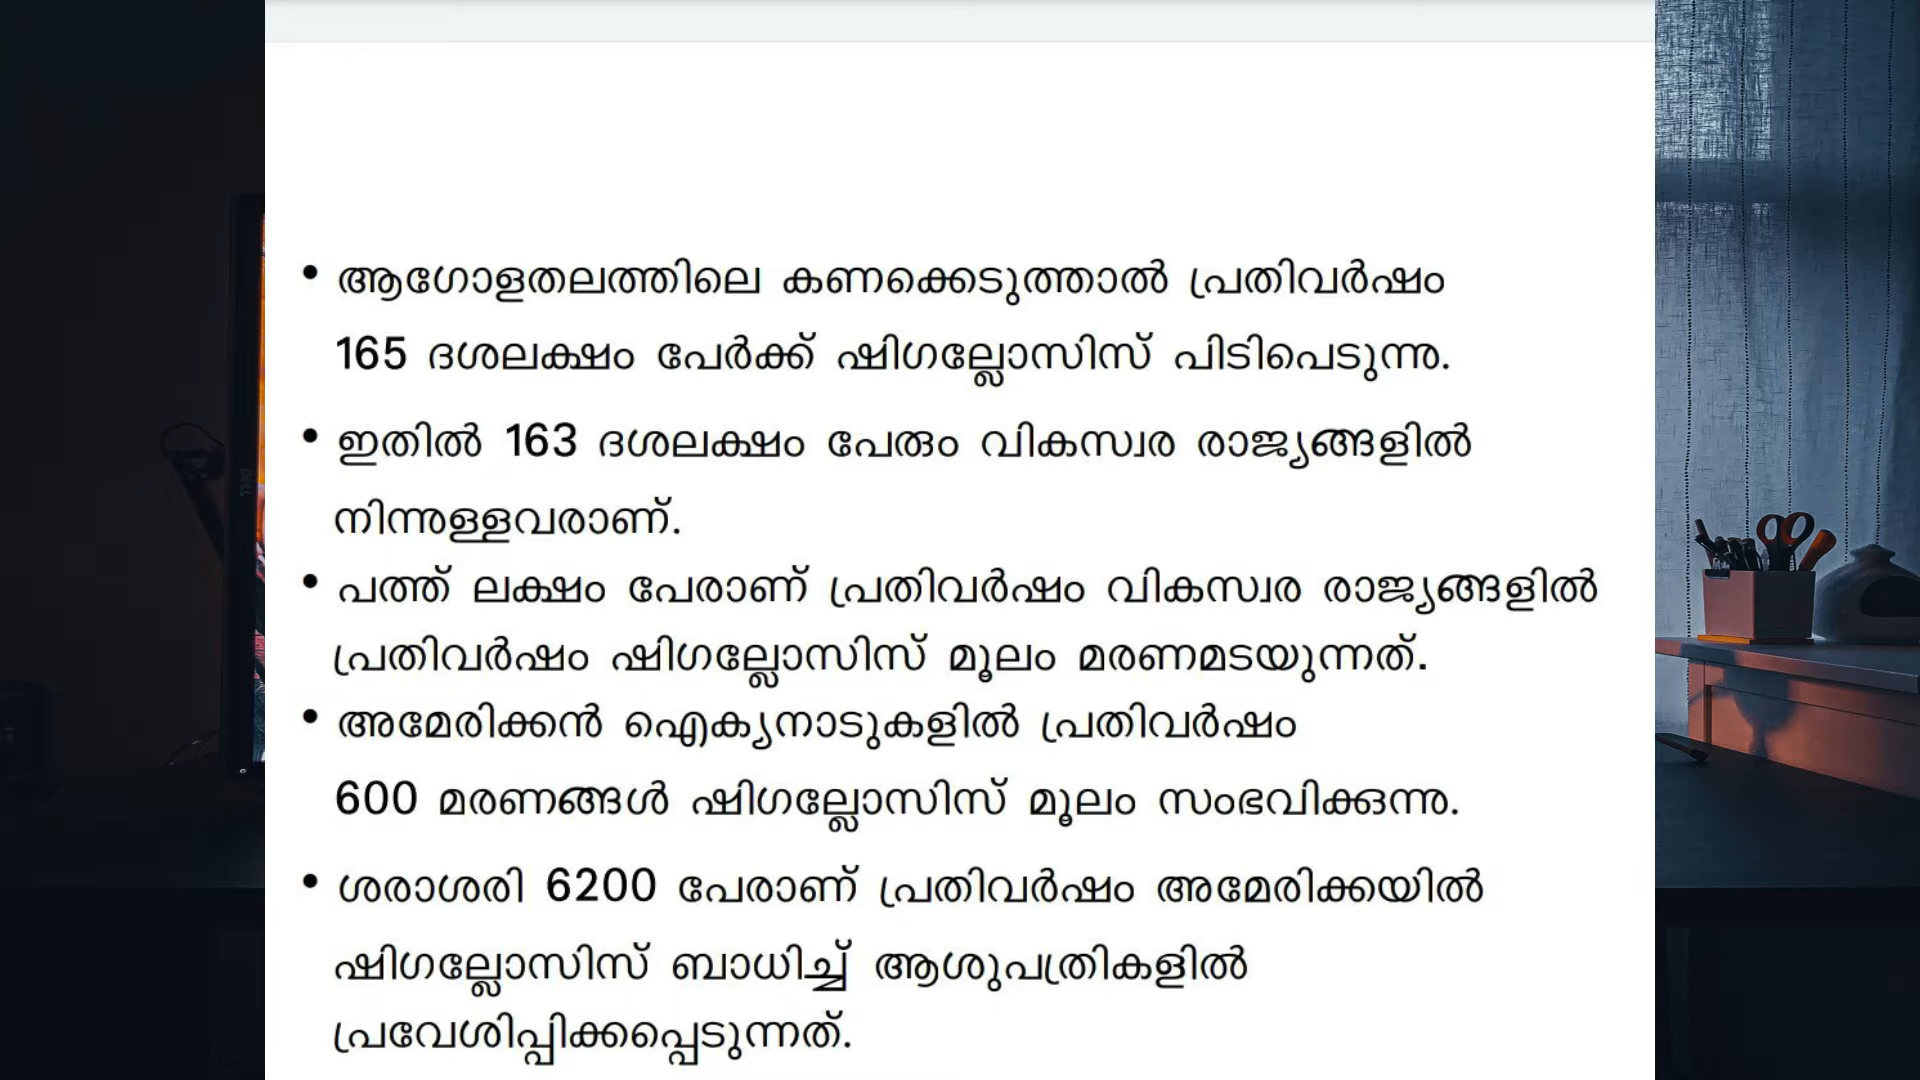 • ആഗോളതലത്തിലെ കണക്കെടുത്താൽ പ്രതിവർഷം
165 ദശലക്ഷം പേർക്ക് ഷിഗല്ലോസിസ് പിടിപെടുന്നു.
• ഇതിൽ 163 ദശലക്ഷം പേരും വികസ്വര രാജ്യങ്ങളിൽ
നിന്നുള്ളവരാണ്.
• പത്ത് ലക്ഷം പേരാണ് പ്രതിവർഷം വികസ്വര രാജ്യങ്ങളിൽ
പ്രതിവർഷം ഷിഗല്ലോസിസ് മൂലം മരണമടയുന്നത്.
• അമേരിക്കൻ ഐക്യനാടുകളിൽ പ്രതിവർഷം
600 മരണങ്ങൾ ഷിഗല്ലോസിസ് മൂലം സംഭവിക്കുന്നു.
• ശരാശരി 6200 പേരാണ് പ്രതിവർഷം അമേരിക്കയിൽ
ഷിഗല്ലോസിസ് ബാധിച്ച് ആശുപത്രികളിൽ
പ്രവേശിപ്പിക്കപ്പെടുന്നത്.
DELL